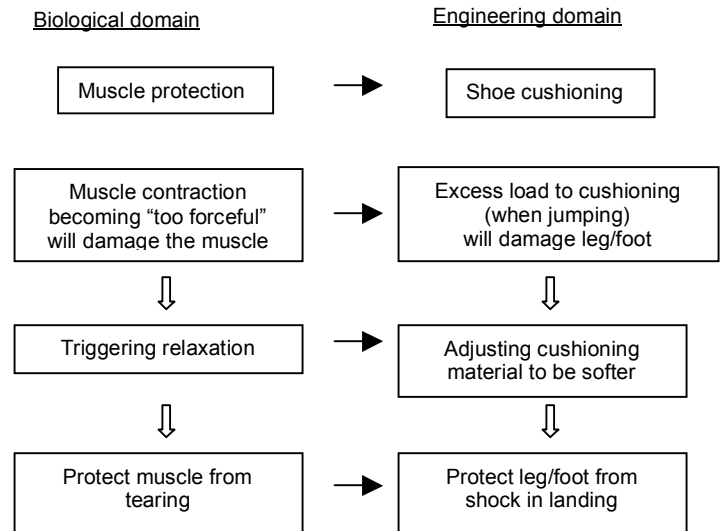 Biological domain
Engineering domain
Muscle protection
Shoe cushioning
Muscle contraction
becoming “too forceful”
will damage the muscle
Excess load to cushioning
(when jumping)
will damage leg/foot
Triggering relaxation
Adjusting cushioning
material to be softer
Protect muscle from
tearing
Protect leg/foot from
shock in landing